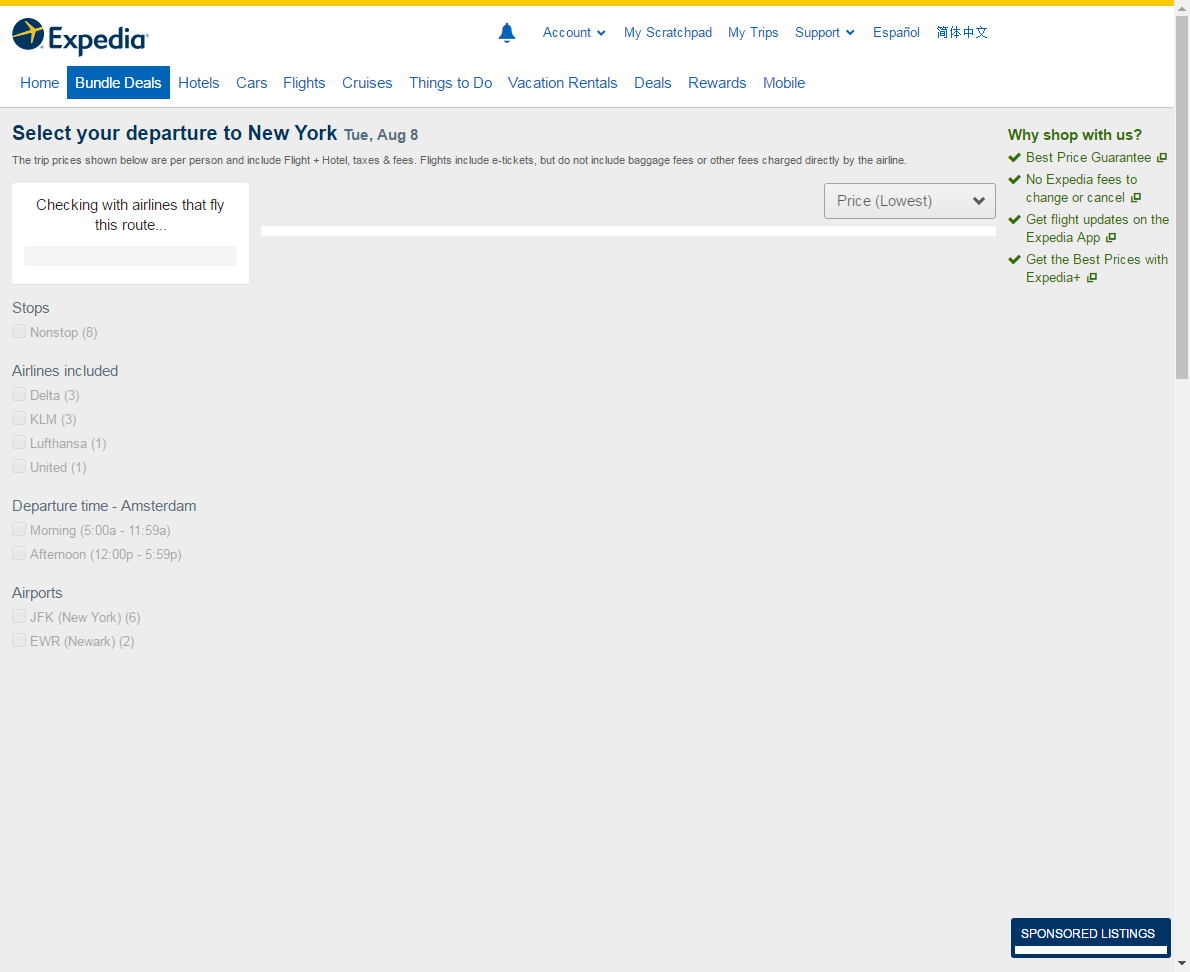 Expedia
Account
My Scratchpad
My Trips
Support
Español
简体中文
Home
Bundle Deals
Hotels
Cars
Flights
Cruises
Things to Do
Vacation Rentals
Deals
Rewards
Mobile
Select your departure to New York Tue, Aug 8
The trip prices shown below are per person and include Flight + Hotel, taxes & fees. Flights include e-tickets, but do not include baggage fees or other fees charged directly by the airline.
Checking with airlines that fly
this route...
Price (Lowest)
Stops
Nonstop (8)
Airlines included
Delta (3)
KLM (3)
Lufthansa (1)
United (1)
Departure time - Amsterdam
Morning (5:00a - 11:59a)
Afternoon (12:00p - 5:59p)
Airports
JFK (New York) (6)
EWR (Newark) (2)
Why shop with us?
Best Price Guarantee
No Expedia fees to
change or cancel
Get flight updates on the
Expedia App
Get the Best Prices with
Expedia+
SPONSORED LISTINGS